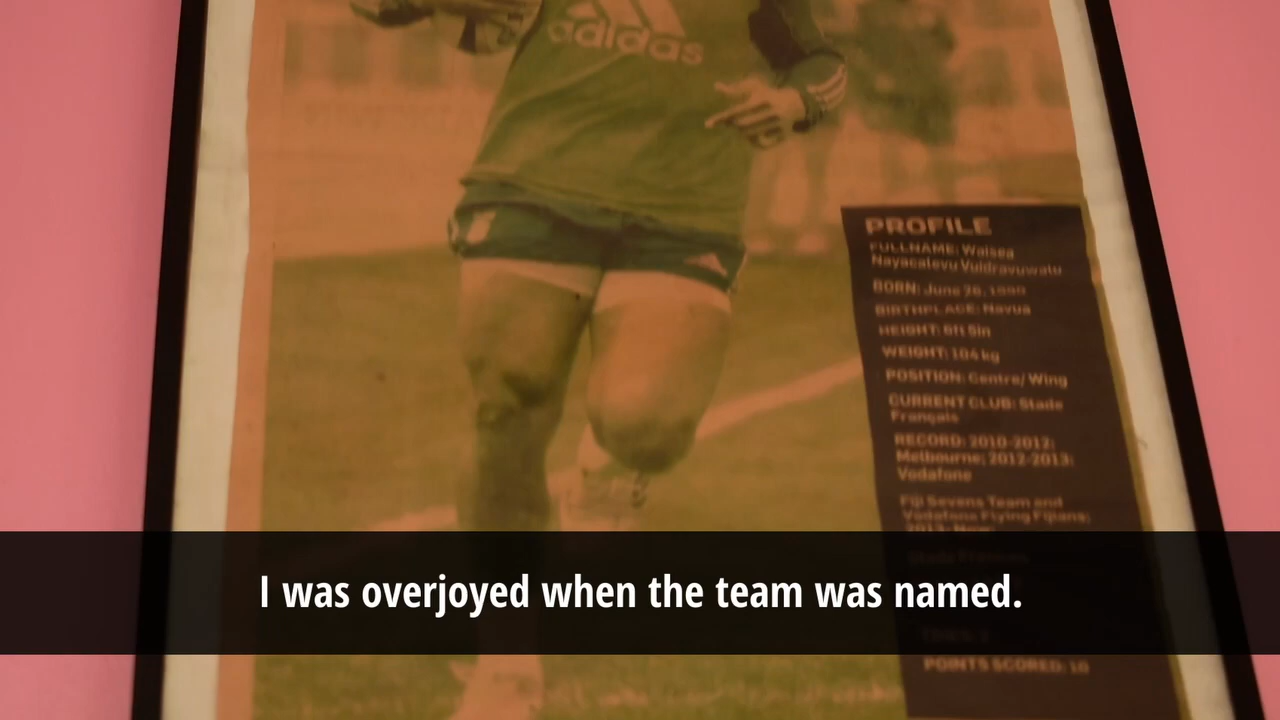 adidas
PROFILE
FULLNAME: Waisea
Nayacalevu Vuidravuwalu
BORN: June 26, 1990
BIRTHPLACE: Navua
HEIGHT: 6ft 5in
WEIGHT: 104 kg
POSITION: Centre/ Wing
CURRENT CLUB: Stade
Français
RECORD: 2010-2012:
Melbourne; 2012-2013:
Vodafone
Fiji Sevens Team and
Vodafone Flying Fijians;
I was overjoyed when the team was named.
POINTS SCORED: 10